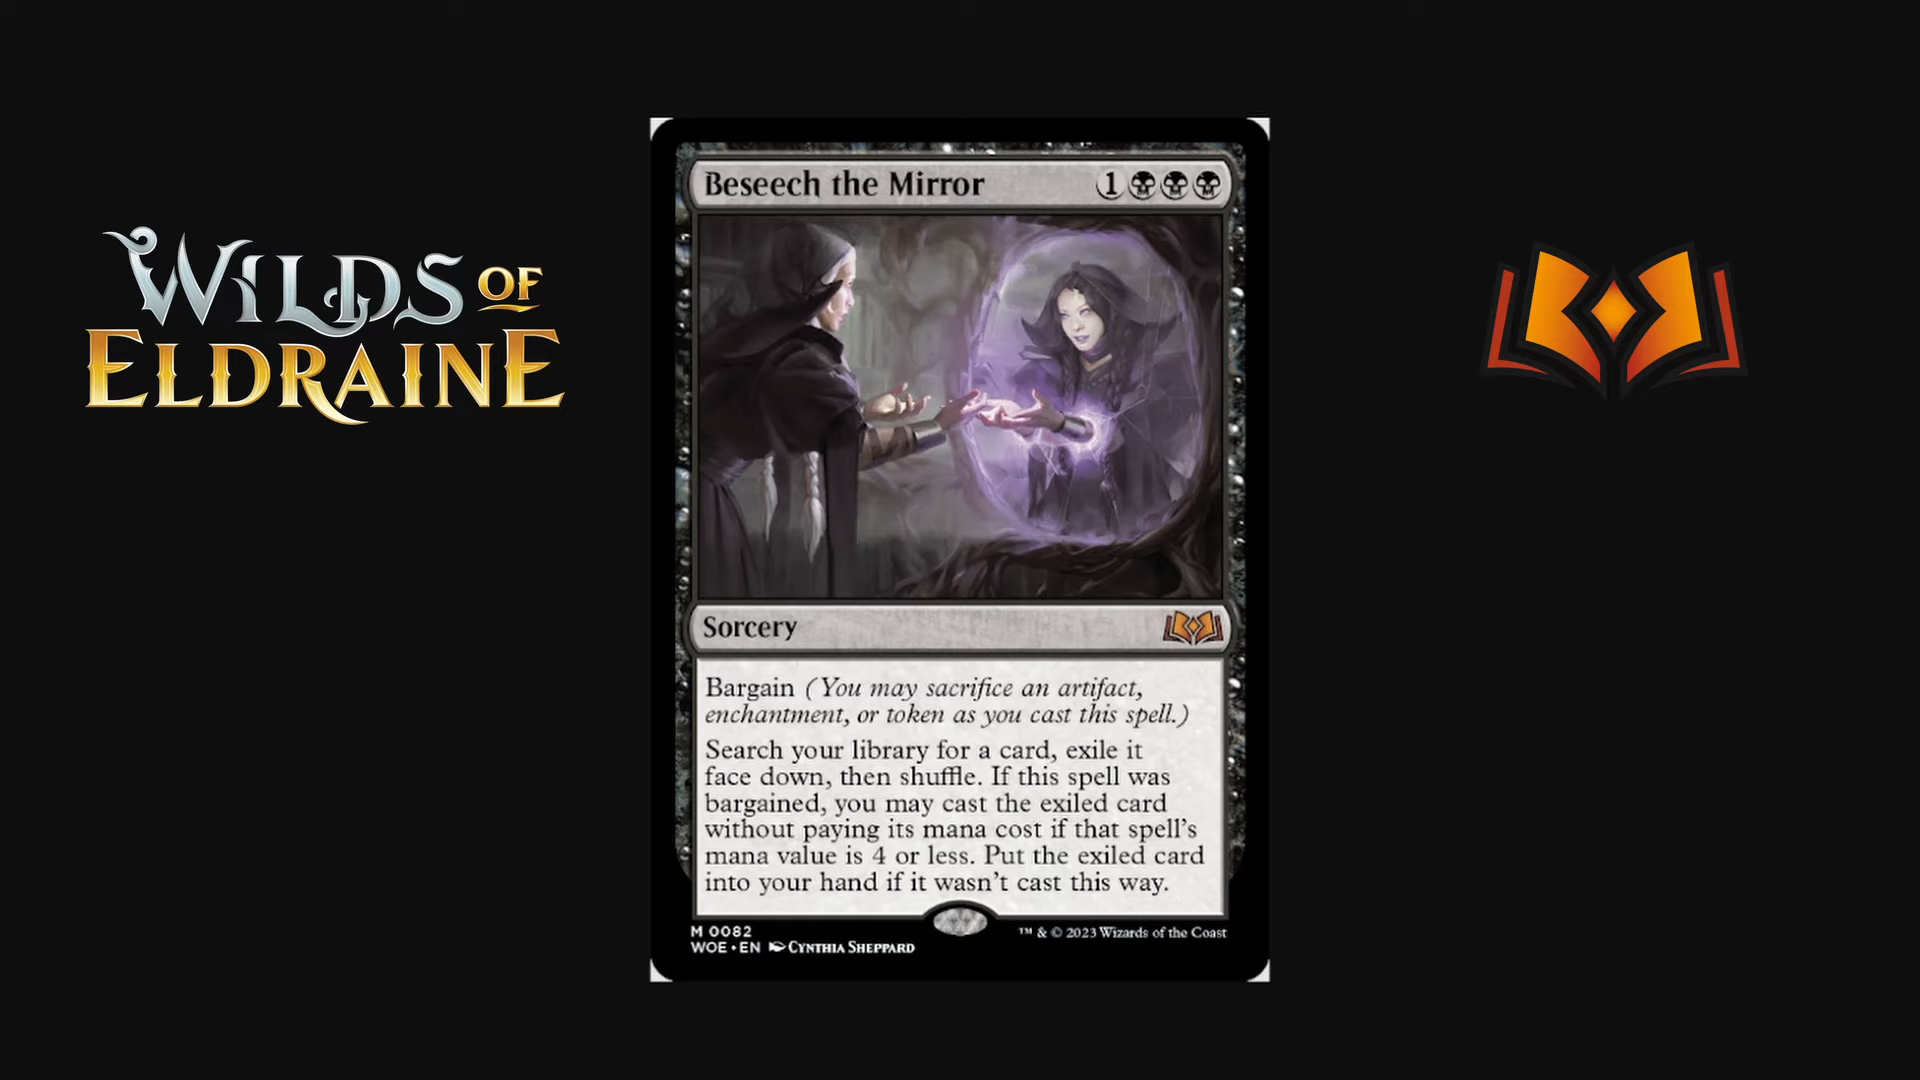 WILDS OF
ELDRAINE
Beseech the Mirror
1
Sorcery
Bargain (You may sacrifice an artifact,
enchantment, or token as you cast this spell.)
Search your library for a card, exile it
face down, then shuffle. If this spell was
bargained, you may cast the exiled card
without paying its mana cost if that spell's
mana value is 4 or less. Put the exiled card
into your hand if it wasn't cast this way.
M 0082
WOE • EN CYNTHIA SHEPPARD
™ & © 2023 Wizards of the Coast